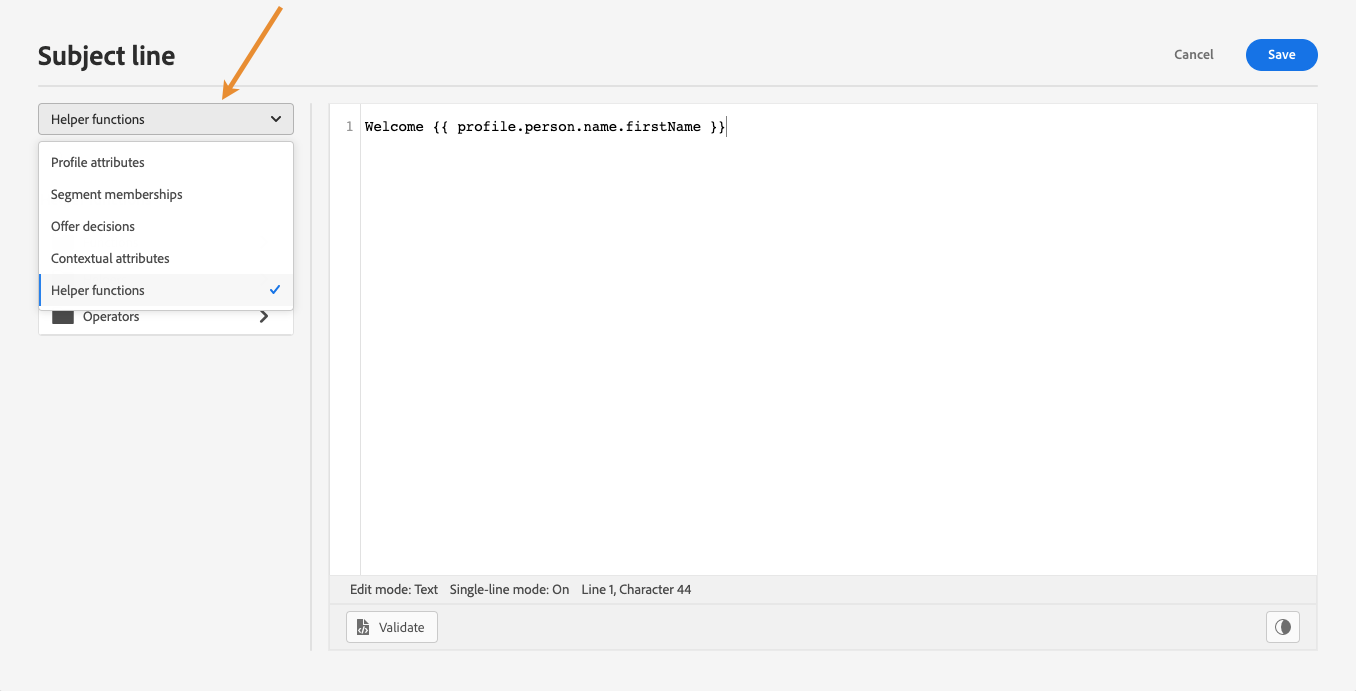 Subject line
Cancel
Save
Helper functions
Profile attributes
Segment memberships
Offer decisions
Contextual attributes
Helper functions
Operators
1 Welcome {{ profile.person.name.firstName }}
Edit mode: Text Single-line mode: On Line 1, Character 44
Validate